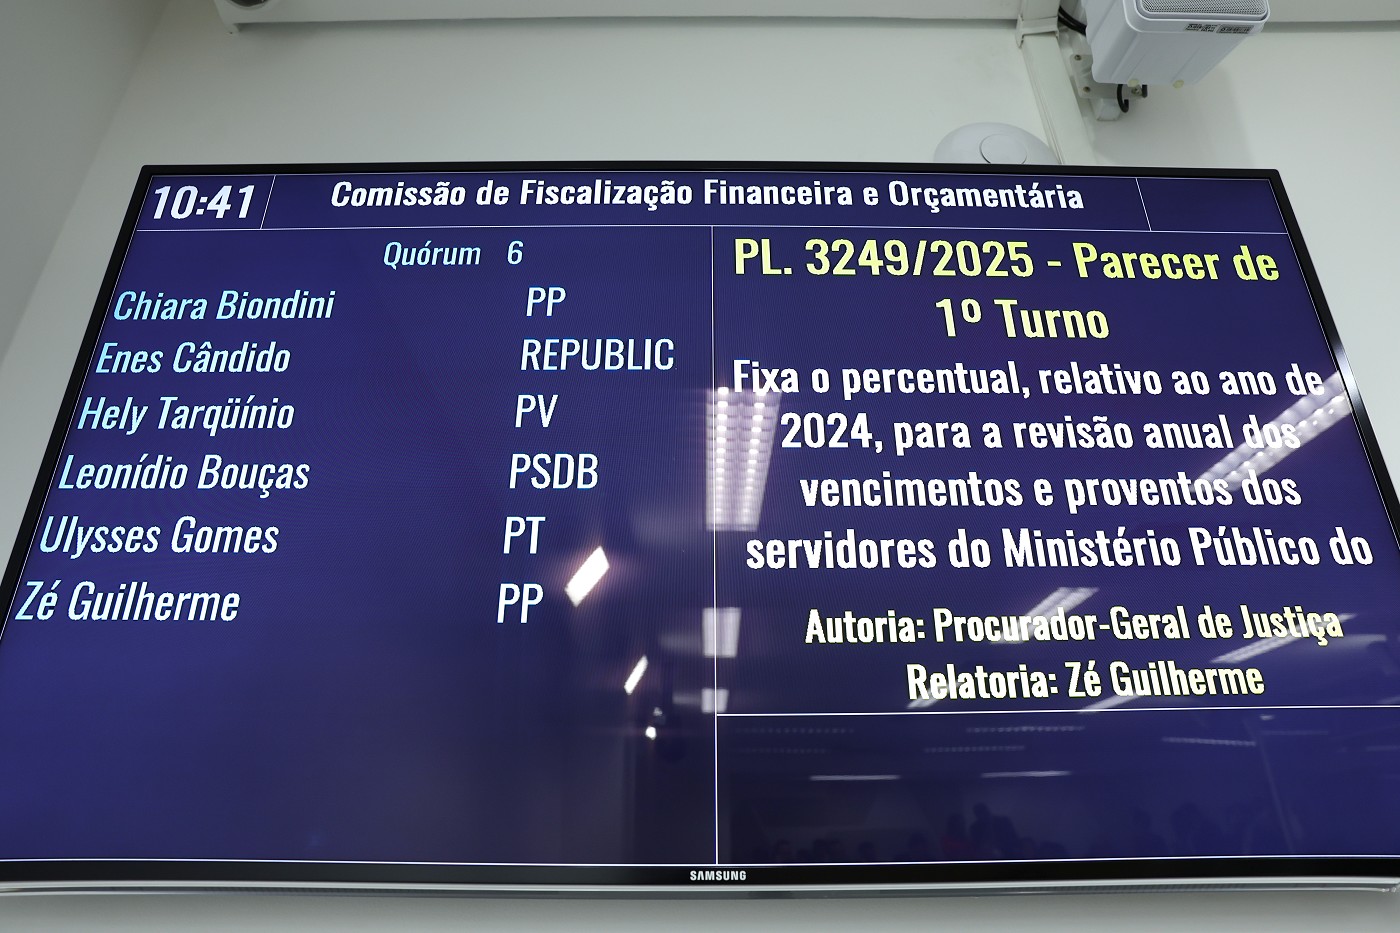 10:41 Comissão de Fiscalização Financeira e Orçamentária
Quórum 6
Chiara Biondini PP
Enes Cândido REPUBLIC
Hely Tarqüínio PV
Leonídio Bouças PSDB
Ulysses Gomes PT
Zé Guilherme PP
PL. 3249/2025 - Parecer de
1º Turno
Fixa o percentual, relativo ao ano de
2024, para a revisão anual dos
vencimentos e proventos dos
servidores do Ministério Público do
Autoria: Procurador-Geral de Justiça
Relatoria: Zé Guilherme
SAMSUNG